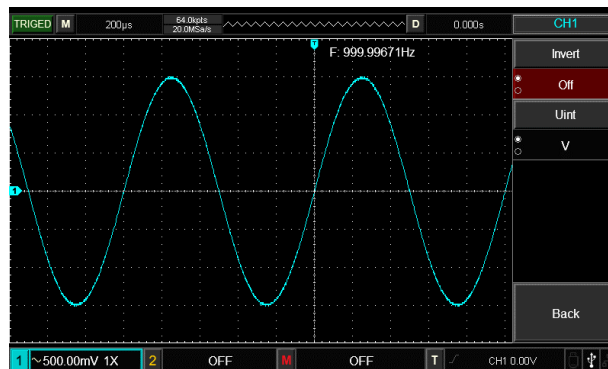 TRIGED M 200μs 64.0kpts D 0.000s CH1
20.0MSa/s
T
F: 999.99671Hz
Invert
Off
Uint
V
1
Back
1 ~500.00mV 1X 2 OFF M OFF T CH1 0.00V